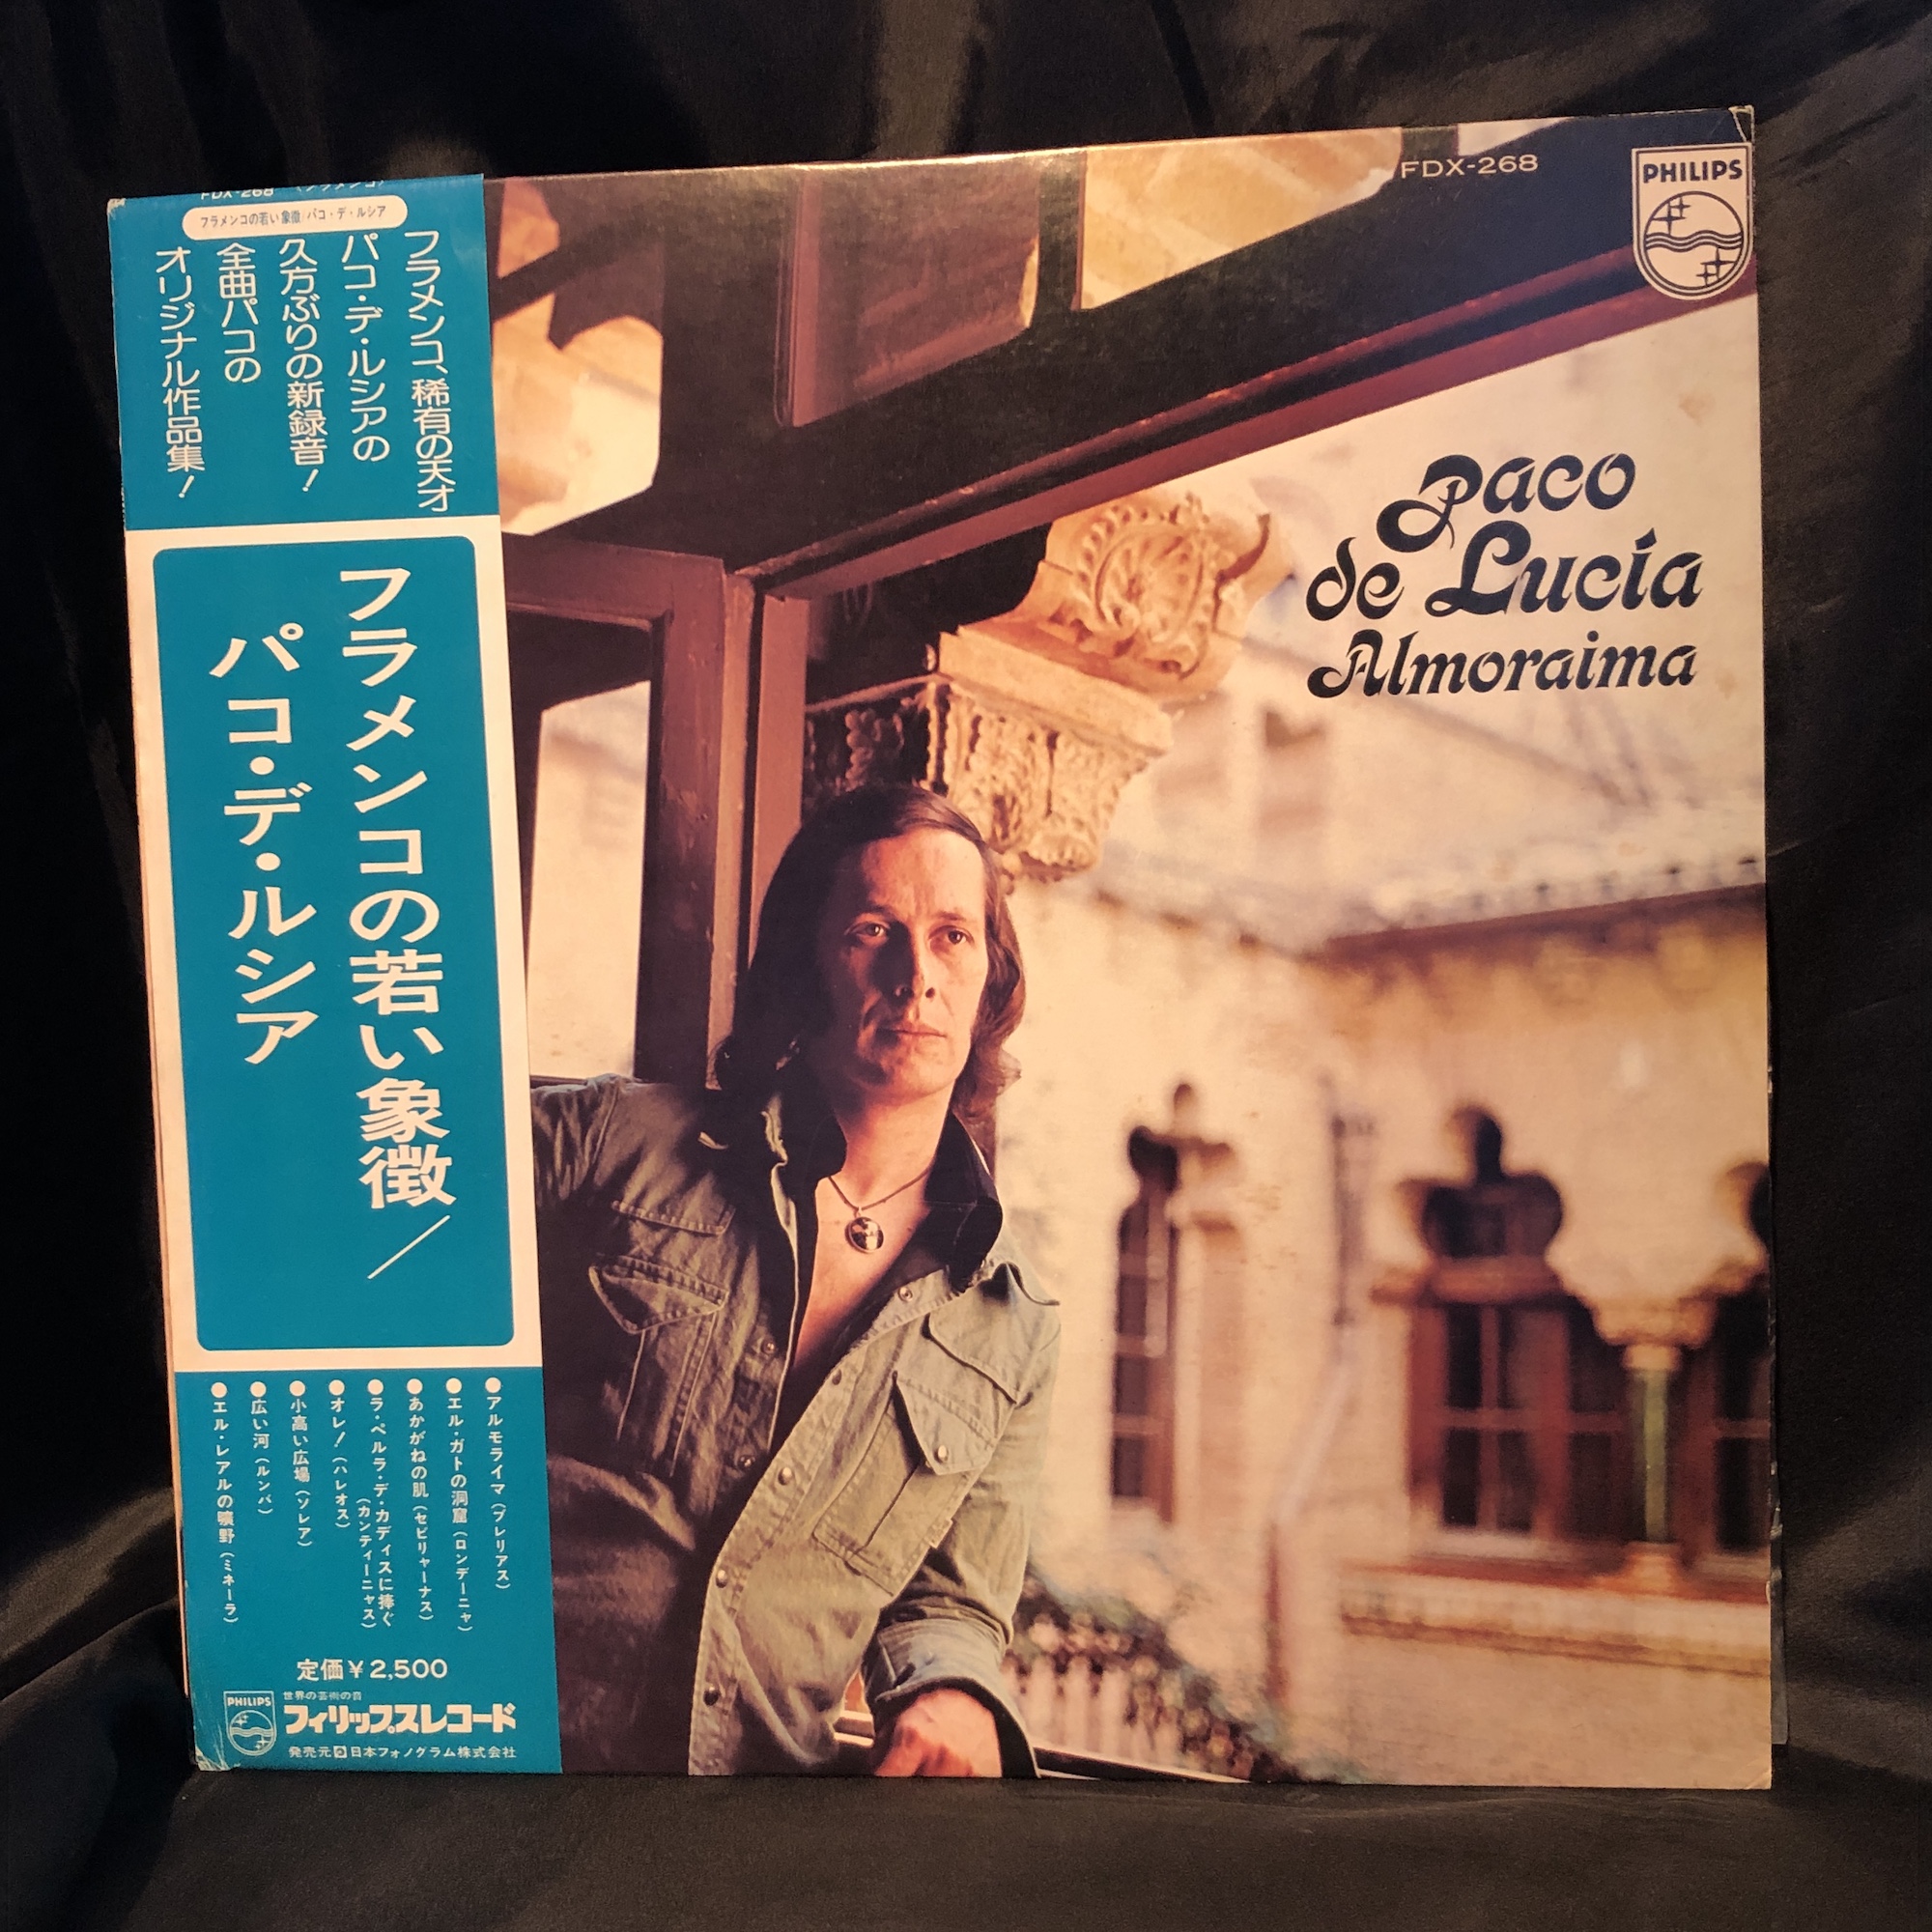 FDX-268 (フラメンコ)
フラメンコの若い象徴/パコ・デ・ルシア
フラメンコ、稀有の天才
パコ・デ・ルシアの
久方ぶりの新録音!
全曲パコの
オリジナル作品集!
フラメンコの若い象徴/
パコ・デ・ルシア
●アルモライマ(ブレリアス)
●エル・ガトの洞窟(ロンデーニャ)
●あかがねの肌(セビリャーナス)
●ラ・ペルラ・デ・カディスに捧ぐ
(カンティーニャス)
●オレ!(ハレオス)
●小高い広場(ソレア)
●広い河(ルンバ)
●エル・レアルの曠野(ミネーラ)
定価¥2,500
PHILIPS
世界の芸術の音
フィリップスレコード
発売元 日本フォノグラム株式会社
FDX-268
PHILIPS
Paco
de Lucía
Almoraima